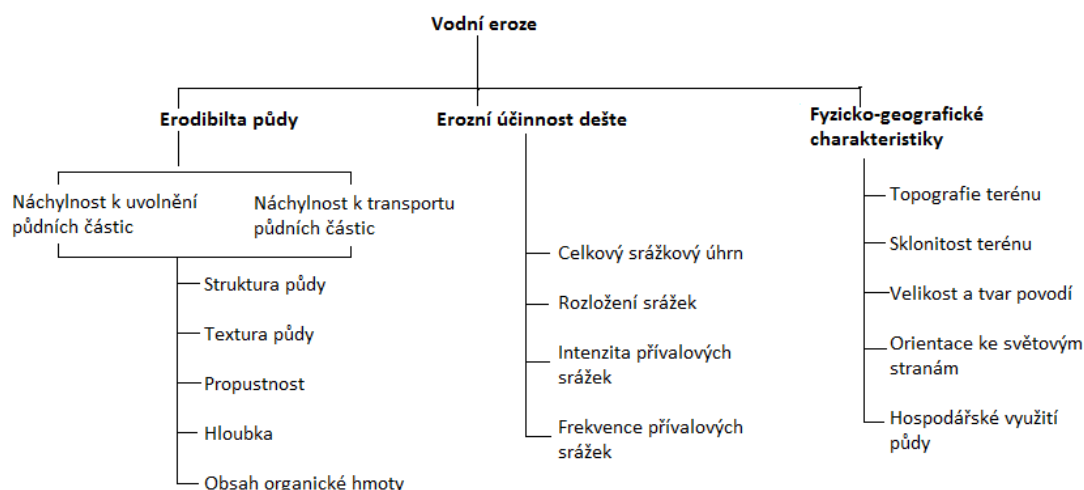 Vodní eroze
Erodibilta půdy
Erozní účinnost dešte
Fyzicko-geografické
charakteristiky
Náchylnost k uvolnění
půdních částic
Náchylnost k transportu
půdních částic
Struktura půdy
Textura půdy
Propustnost
Hloubka
Obsah organické hmoty
Celkový srážkový úhrn
Rozložení srážek
Intenzita přívalových
srážek
Frekvence přívalových
srážek
Topografie terénu
Sklonitost terénu
Velikost a tvar povodí
Orientace ke světovým
stranám
Hospodářské využití
půdy